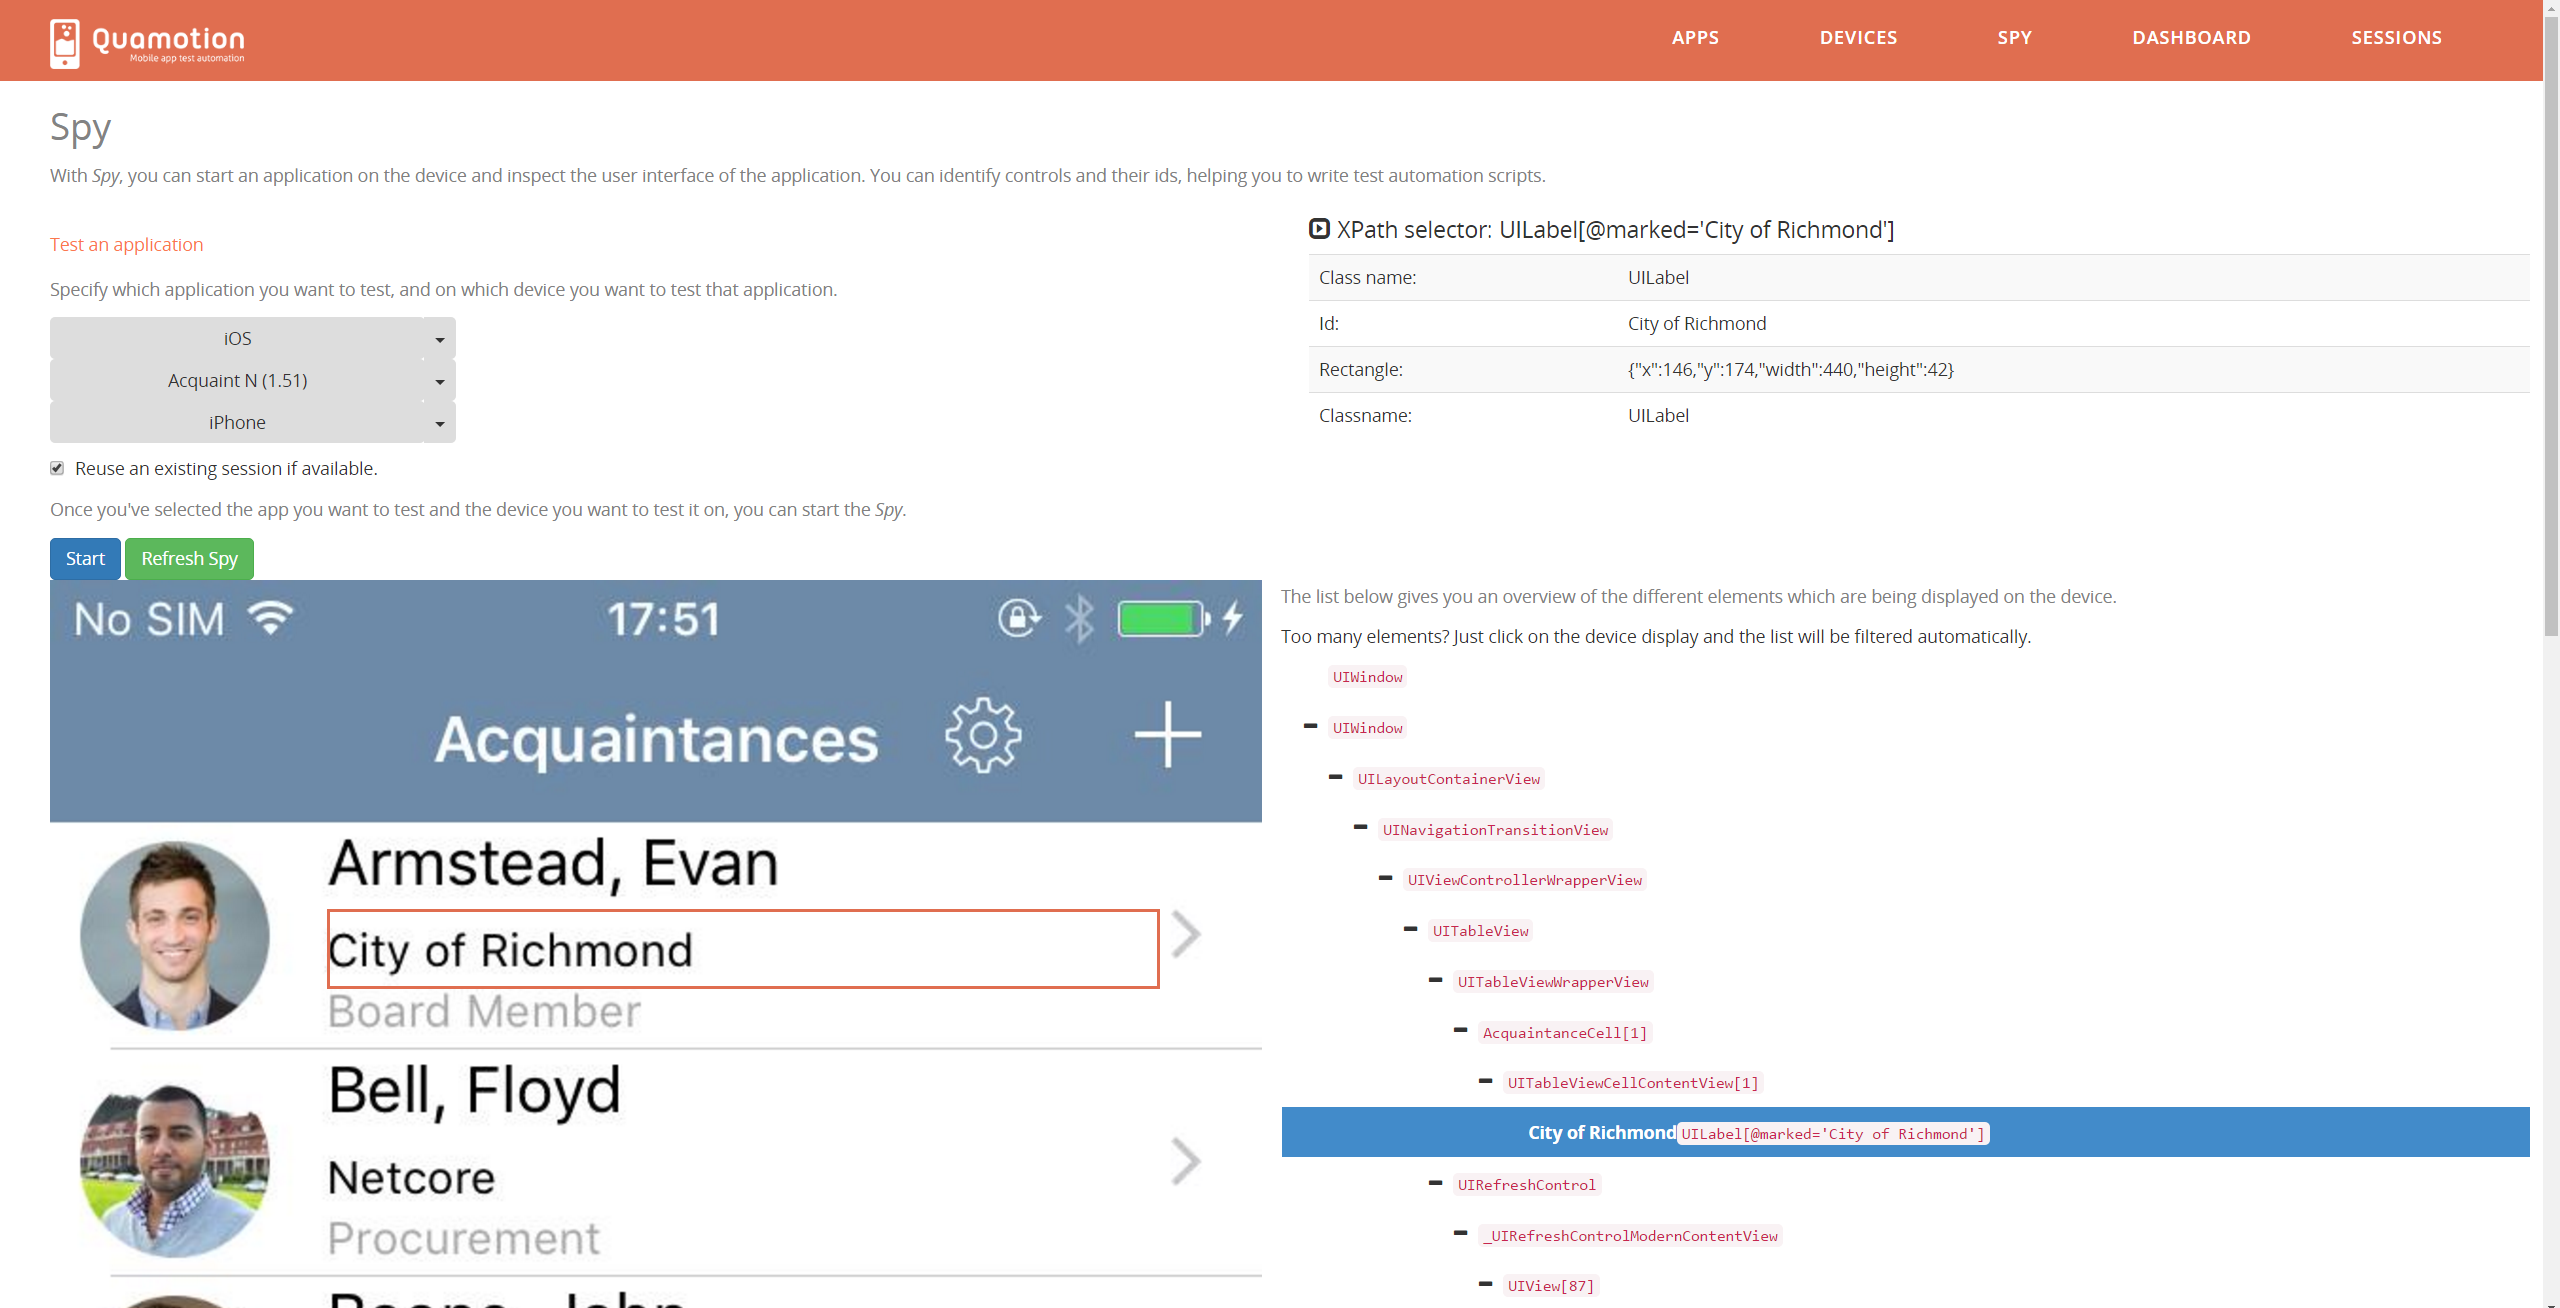 Quamotion
Mobile app test automation
APPS DEVICES SPY DASHBOARD SESSIONS
Spy
With Spy, you can start an application on the device and inspect the user interface of the application. You can identify controls and their ids, helping you to write test automation scripts.
Test an application
Specify which application you want to test, and on which device you want to test that application.
iOS
Acquaint N (1.51)
iPhone
Reuse an existing session if available.
Once you've selected the app you want to test and the device you want to test it on, you can start the Spy.
Start Refresh Spy
XPath selector: UILabel[@marked='City of Richmond']
Class name: UILabel
Id: City of Richmond
Rectangle: {"x":146,"y":174,"width":440,"height":42}
Classname: UILabel
No SIM 17:51
Acquaintances
Armstead, Evan
City of Richmond
Board Member
Bell, Floyd
Netcore
Procurement
The list below gives you an overview of the different elements which are being displayed on the device.
Too many elements? Just click on the device display and the list will be filtered automatically.
UIWindow
UIWindow
UILayoutContainerView
UINavigationTransitionView
UIViewControllerWrapperView
UITableView
UITableViewWrapperView
AcquaintanceCell[1]
UITableViewCellContentView[1]
City of Richmond UILabel[@marked='City of Richmond']
UIRefreshControl
_UIRefreshControlModernContentView
UIView[87]